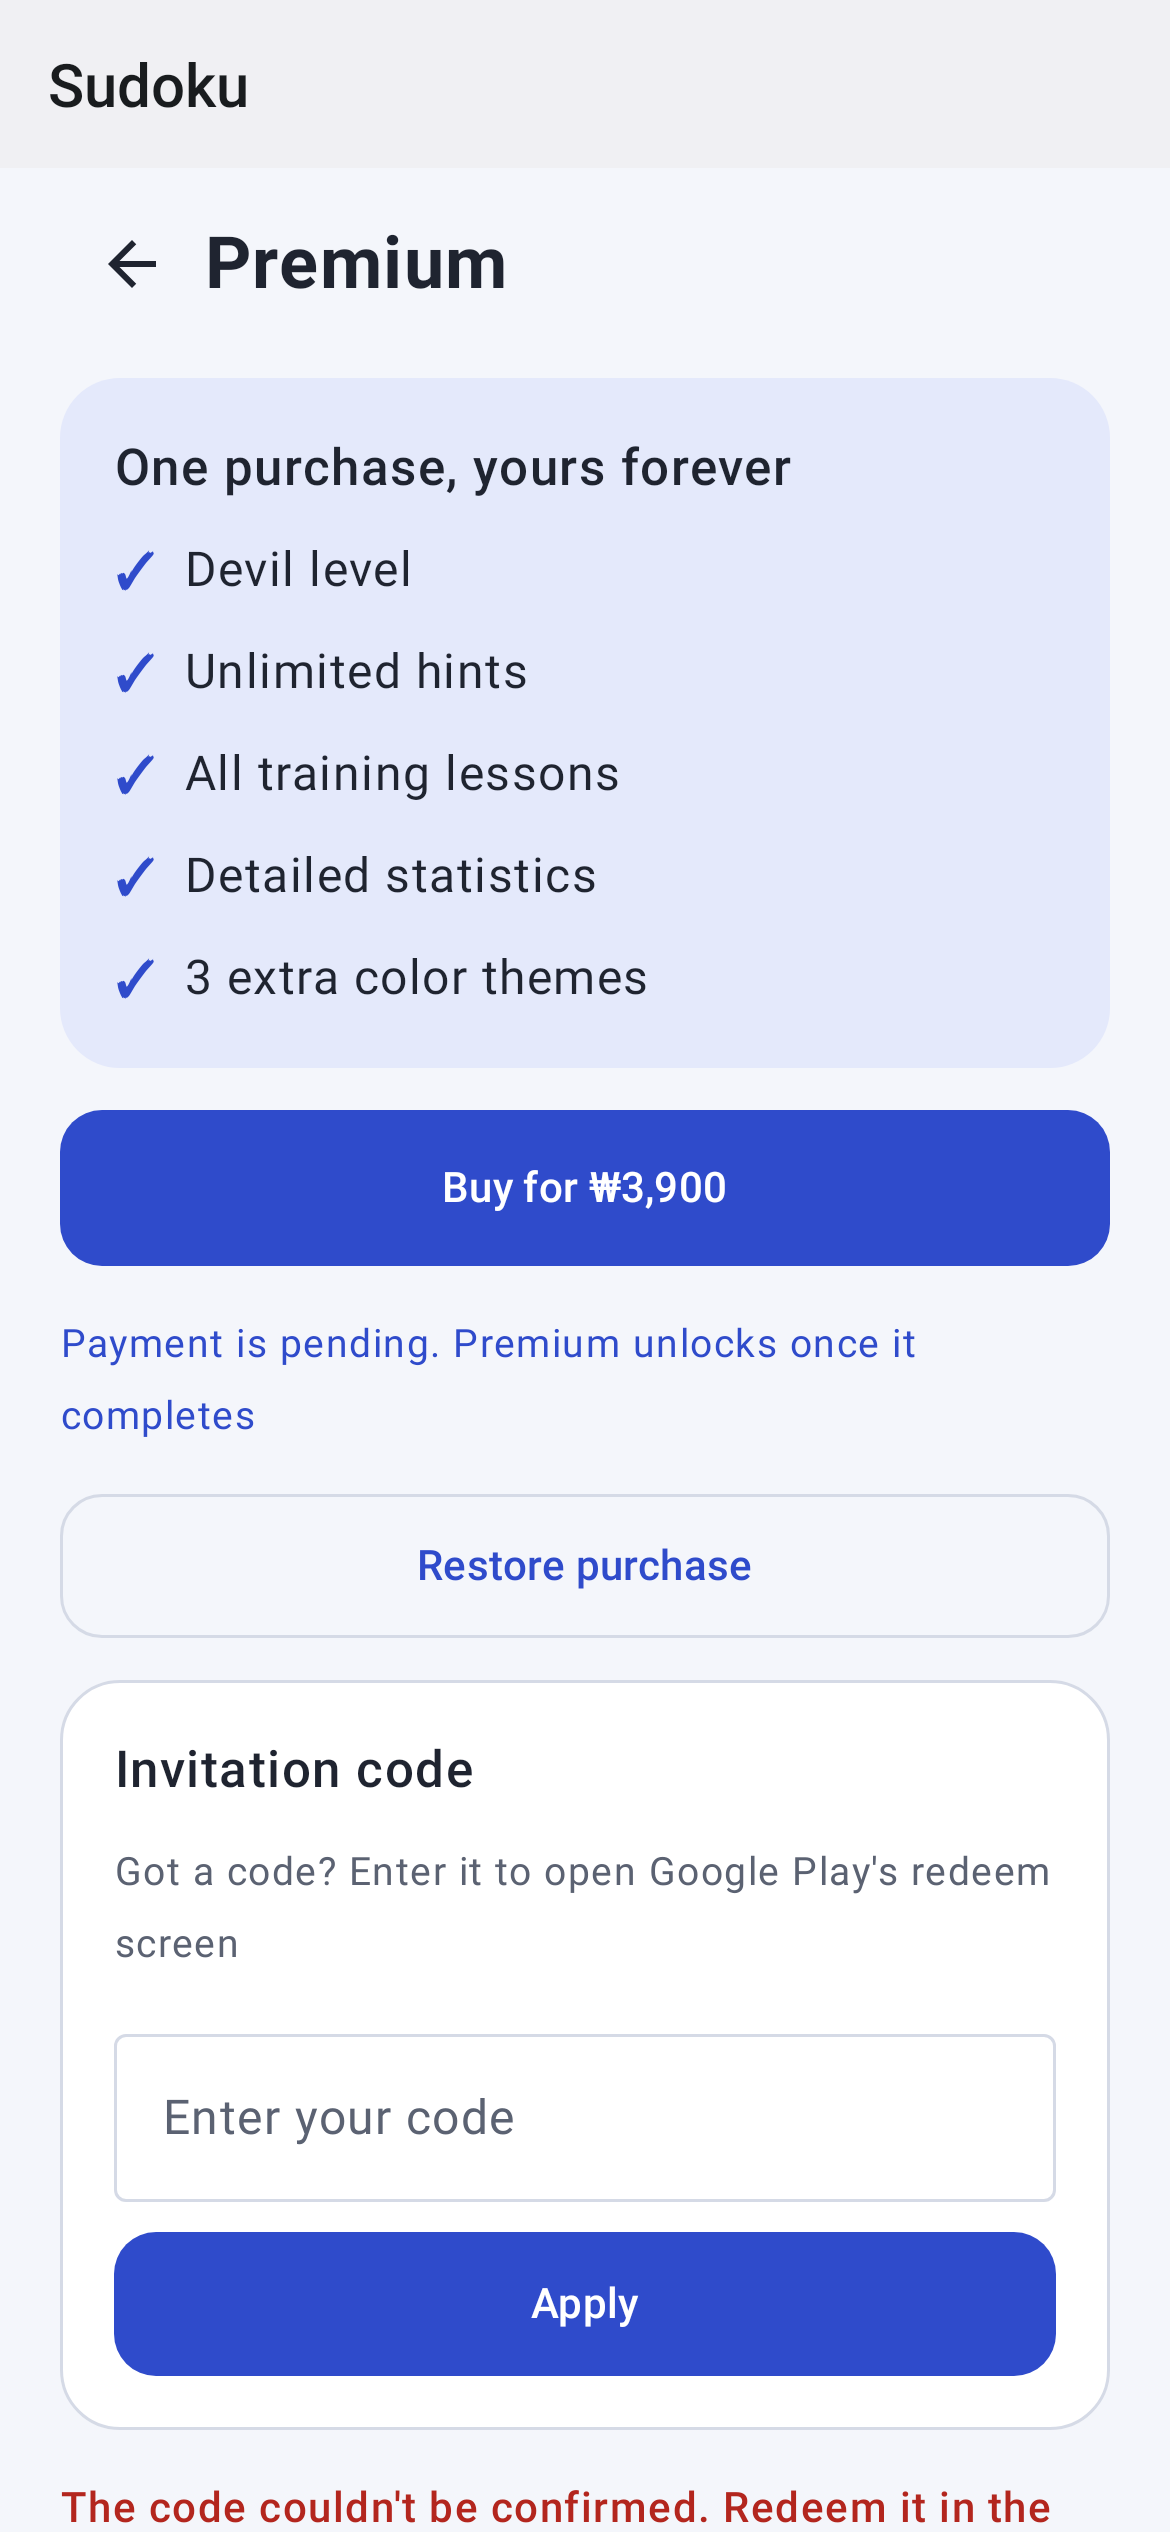 Sudoku
Premium
One purchase, yours forever
✓ Devil level
✓ Unlimited hints
✓ All training lessons
✓ Detailed statistics
✓ 3 extra color themes
Buy for ₩3,900
Payment is pending. Premium unlocks once it
completes
Restore purchase
Invitation code
Got a code? Enter it to open Google Play's redeem
screen
Enter your code
Apply
The code couldn't be confirmed. Redeem it in the